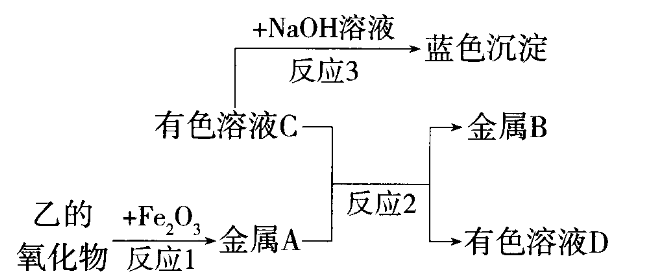 +NaOH溶液
反应3
蓝色沉淀
有色溶液C
金属B
乙的
氧化物
+Fe₂O₃
反应1
金属A
反应2
有色溶液D